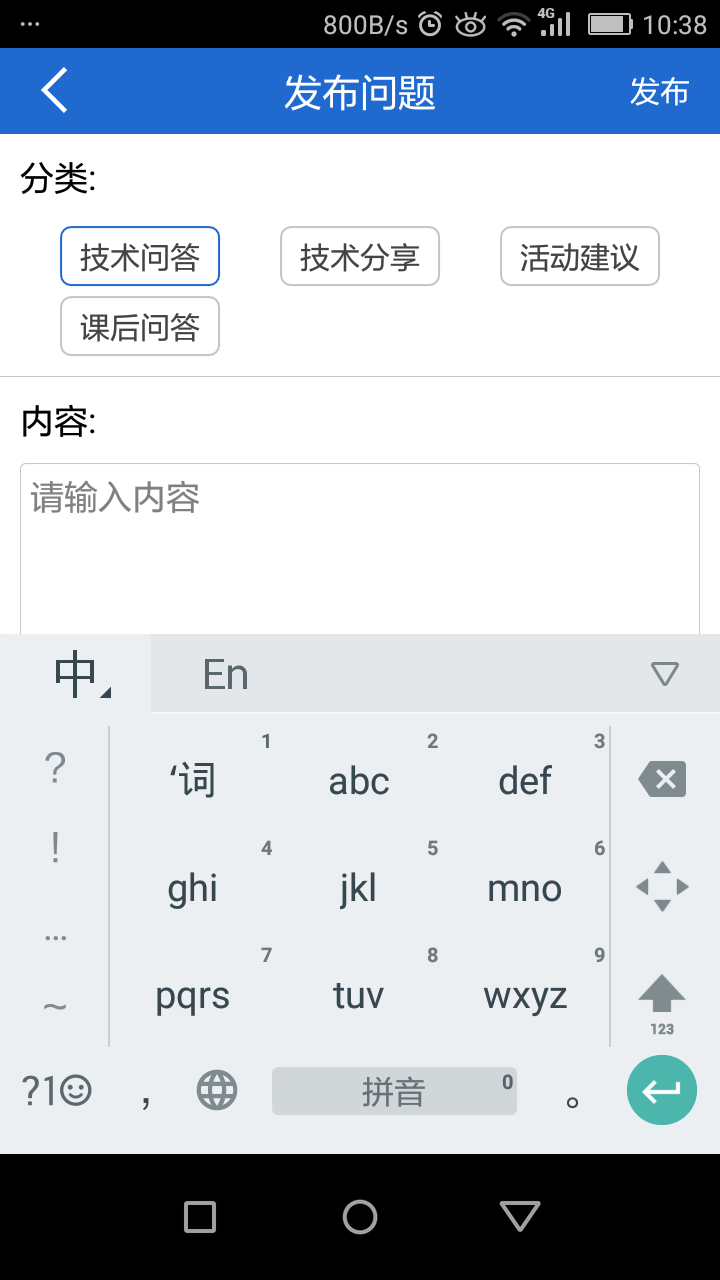 ... 800B/s 4G 10:38
发布问题 发布
分类:
技术问答 技术分享 活动建议
课后问答
内容:
请输入内容
中 En
? 1 ‘词 2 abc 3 def
!
4 ghi 5 jkl 6 mno
…
7 pqrs 8 tuv 9 wxyz
~ 123
?1☺ , 拼音 0 。